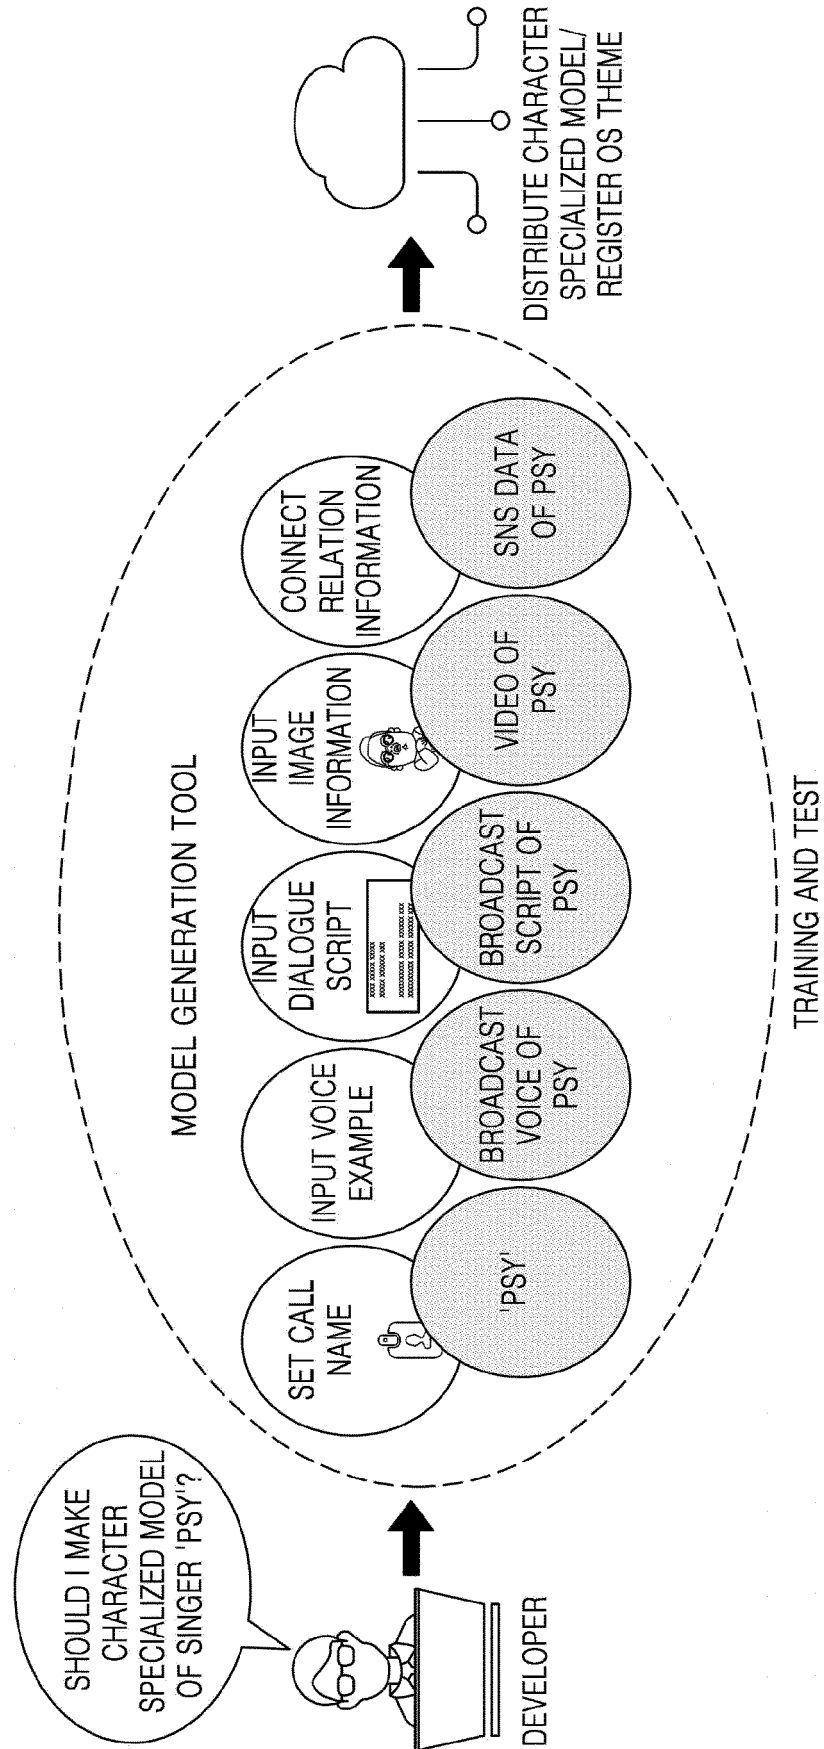 SHOULD I MAKE
CHARACTER
SPECIALIZED MODEL
OF SINGER 'PSY'?
DEVELOPER
MODEL GENERATION TOOL
SET CALL
NAME
'PSY'
INPUT VOICE
EXAMPLE
BROADCAST
VOICE OF
PSY
INPUT
DIALOGUE
SCRIPT
BROADCAST
SCRIPT OF
PSY
INPUT
IMAGE
INFORMATION
VIDEO OF
PSY
CONNECT
RELATION
INFORMATION
SNS DATA
OF PSY
TRAINING AND TEST
DISTRIBUTE CHARACTER
SPECIALIZED MODEL/
REGISTER OS THEME